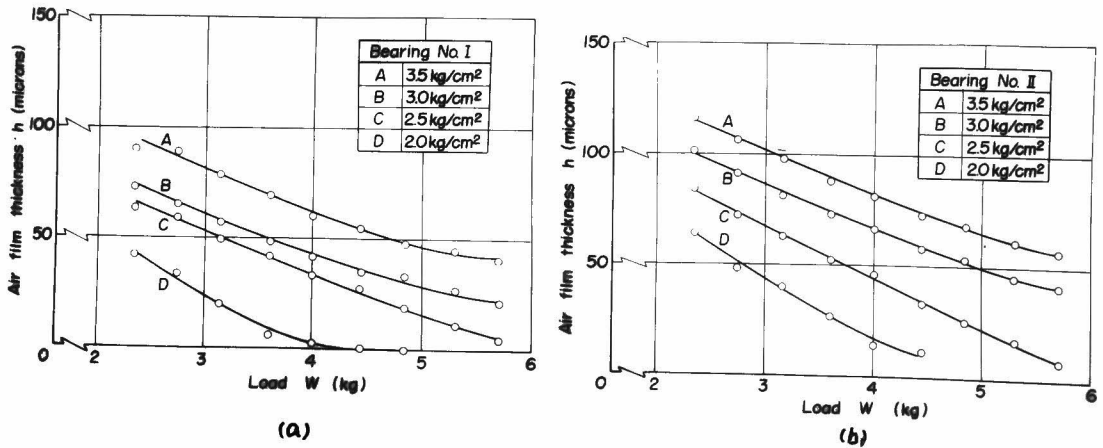 150
100
50
0
Air film thickness h (microns)
Bearing No. I
A 3.5 kg/cm²
B 3.0 kg/cm²
C 2.5 kg/cm²
D 2.0 kg/cm²
A
B
C
D
2 3 4 5 6
Load W (kg)
(a)
150
100
50
0
Air film thickness h (microns)
Bearing No. II
A 3.5 kg/cm²
B 3.0 kg/cm²
C 2.5 kg/cm²
D 2.0 kg/cm²
A
B
C
D
2 3 4 5 6
Load W (kg)
(b)